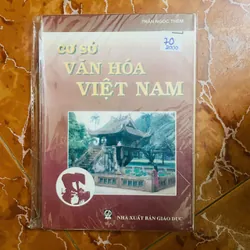 TRẦN NGỌC THÊM
CƠ SỞ
VĂN HÓA
VIỆT NAM
NHÀ XUẤT BẢN GIÁO DỤC